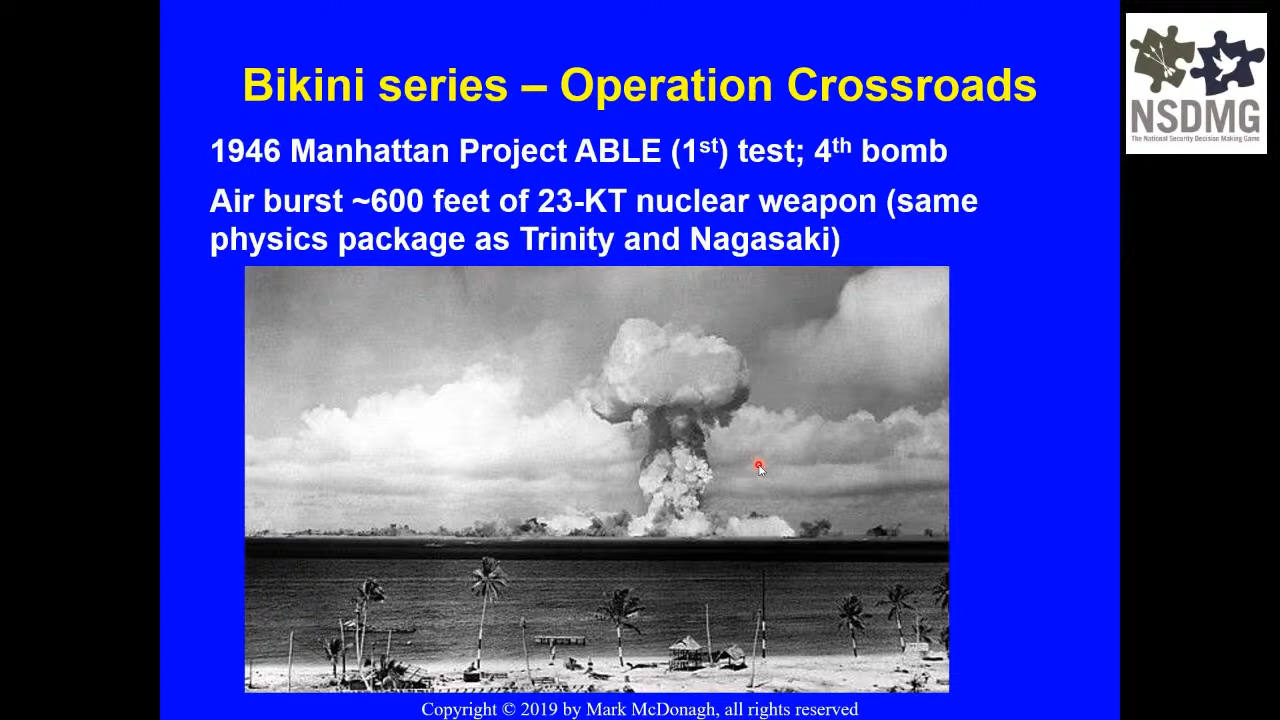 Bikini series – Operation Crossroads
1946 Manhattan Project ABLE (1st) test; 4th bomb
Air burst ~600 feet of 23-KT nuclear weapon (same
physics package as Trinity and Nagasaki)
Copyright © 2019 by Mark McDonagh, all rights reserved
NSDMG
The National Security Decision Making Game